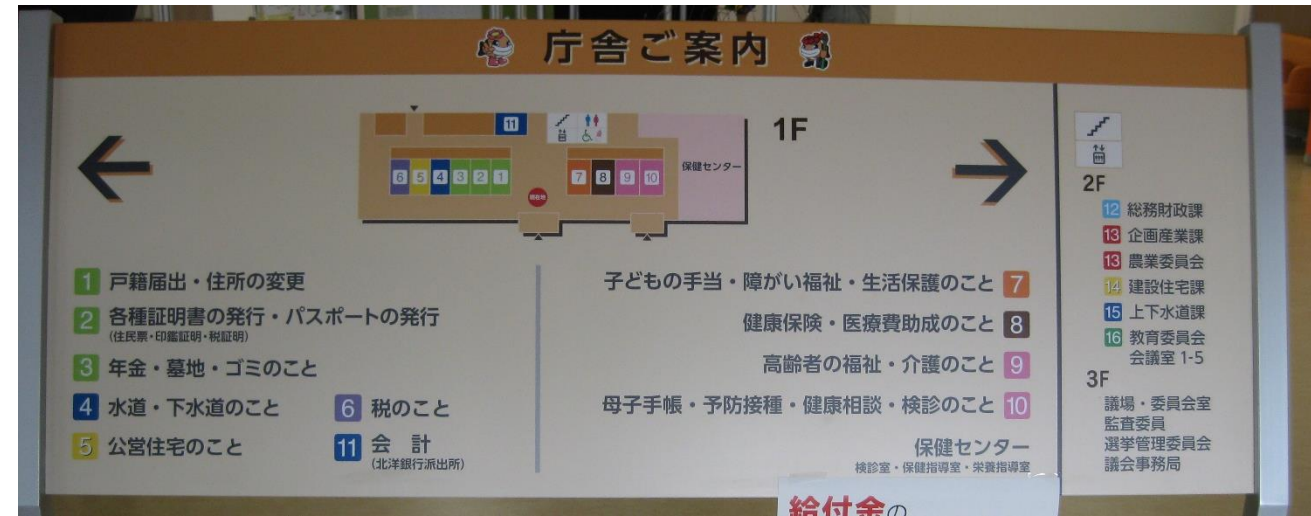 庁舎ご案内
1F
11
6 5 4 3 2 1
7 8 9 10
保健センター
現在地
1 戸籍届出・住所の変更
2 各種証明書の発行・パスポートの発行
(住民票・印鑑証明・税証明)
3 年金・墓地・ゴミのこと
4 水道・下水道のこと
5 公営住宅のこと
6 税のこと
11 会 計
(北洋銀行派出所)
子どもの手当・障がい福祉・生活保護のこと 7
健康保険・医療費助成のこと 8
高齢者の福祉・介護のこと 9
母子手帳・予防接種・健康相談・検診のこと 10
保健センター
検診室・保健指導室・栄養指導室
2F
12 総務財政課
13 企画産業課
13 農業委員会
14 建設住宅課
15 上下水道課
16 教育委員会
会議室 1-5
3F
議場・委員会室
監査委員
選挙管理委員会
議会事務局
給付金の